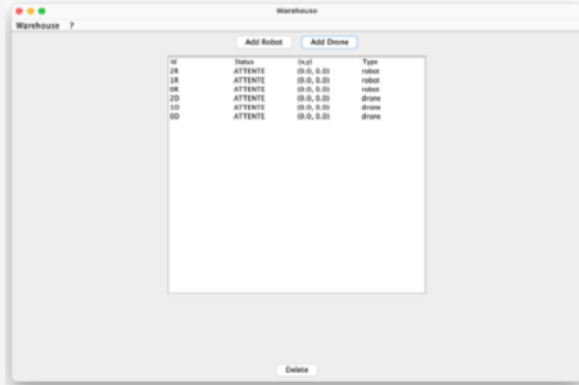 Warehouse
Warehouse ?
Add Robot Add Drone
Id Status (x,y) Type
2R ATTENTE (0.0, 0.0) robot
1R ATTENTE (0.0, 0.0) robot
0R ATTENTE (0.0, 0.0) robot
2D ATTENTE (0.0, 0.0) drone
1D ATTENTE (0.0, 0.0) drone
0D ATTENTE (0.0, 0.0) drone
Delete